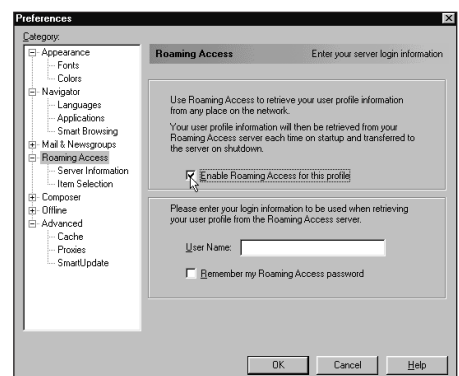 Preferences
Category:
Appearance
Fonts
Colors
Navigator
Languages
Applications
Smart Browsing
Mail & Newsgroups
Roaming Access
Server Information
Item Selection
Composer
Offline
Advanced
Cache
Proxies
SmartUpdate
Roaming Access Enter your server login information
Use Roaming Access to retrieve your user profile information
from any place on the network.
Your user profile information will then be retrieved from your
Roaming Access server each time on startup and transferred to
the server on shutdown.
Enable Roaming Access for this profile
Please enter your login information to be used when retrieving
your user profile from the Roaming Access server.
User Name:
Remember my Roaming Access password
OK Cancel Help